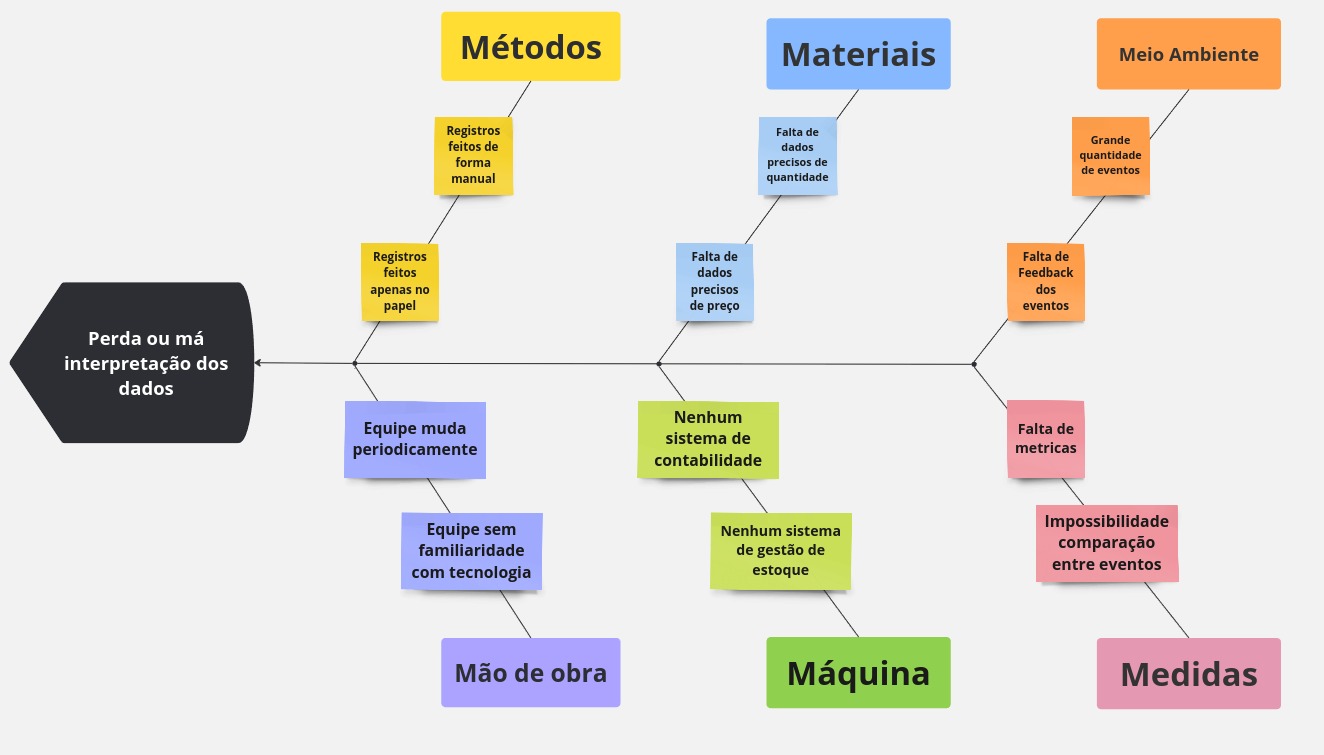 Métodos
Materiais
Meio Ambiente
Registros
feitos de
forma
manual
Falta de
dados
precisos de
quantidade
Grande
quantidade
de eventos
Registros
feitos
apenas no
papel
Falta de
dados
precisos
de preço
Falta de
Feedback
dos
eventos
Perda ou má
interpretação dos
dados
Equipe muda
periodicamente
Nenhum
sistema de
contabilidade
Falta de
metricas
Equipe sem
familiaridade
com tecnologia
Nenhum sistema
de gestão de
estoque
Impossibilidade
comparação
entre eventos
Mão de obra
Máquina
Medidas